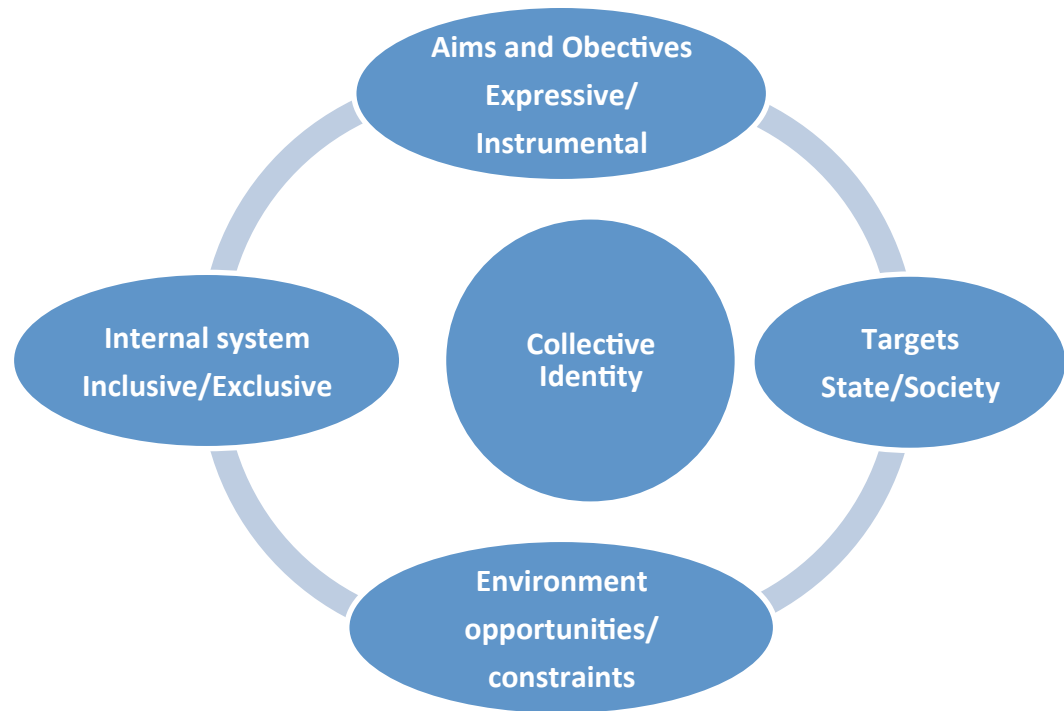 Aims and Obectives
Expressive/
Instrumental
Internal system
Inclusive/Exclusive
Collective
Identity
Targets
State/Society
Environment
opportunities/
constraints